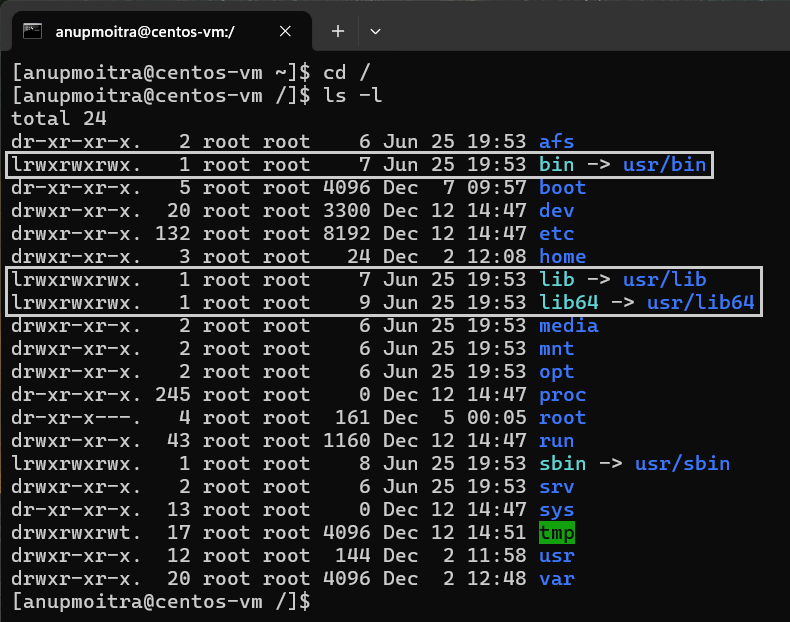 anupmoitra@centos-vm:/
[anupmoitra@centos-vm ~]$ cd /
[anupmoitra@centos-vm /]$ ls -l
total 24
dr-xr-xr-x.   2 root root    6 Jun 25 19:53 afs
lrwxrwxrwx.   1 root root    7 Jun 25 19:53 bin -> usr/bin
dr-xr-xr-x.   5 root root 4096 Dec  7 09:57 boot
drwxr-xr-x.  20 root root 3300 Dec 12 14:47 dev
drwxr-xr-x. 132 root root 8192 Dec 12 14:47 etc
drwxr-xr-x.   3 root root   24 Dec  2 12:08 home
lrwxrwxrwx.   1 root root    7 Jun 25 19:53 lib -> usr/lib
lrwxrwxrwx.   1 root root    9 Jun 25 19:53 lib64 -> usr/lib64
drwxr-xr-x.   2 root root    6 Jun 25 19:53 media
drwxr-xr-x.   2 root root    6 Jun 25 19:53 mnt
drwxr-xr-x.   2 root root    6 Jun 25 19:53 opt
dr-xr-xr-x. 245 root root    0 Dec 12 14:47 proc
dr-xr-x---.   4 root root  161 Dec  5 00:05 root
drwxr-xr-x.  43 root root 1160 Dec 12 14:47 run
lrwxrwxrwx.   1 root root    8 Jun 25 19:53 sbin -> usr/sbin
drwxr-xr-x.   2 root root    6 Jun 25 19:53 srv
dr-xr-xr-x.  13 root root    0 Dec 12 14:47 sys
drwxrwxrwt.  17 root root 4096 Dec 12 14:51 tmp
drwxr-xr-x.  12 root root  144 Dec  2 11:58 usr
drwxr-xr-x.  20 root root 4096 Dec  2 12:48 var
[anupmoitra@centos-vm /]$